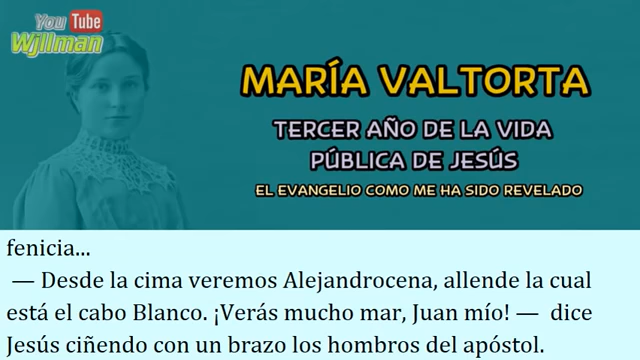 You Tube
Wjllman
MARÍA VALTORTA
TERCER AÑO DE LA VIDA
PÚBLICA DE JESÚS
EL EVANGELIO COMO ME HA SIDO REVELADO
fenicia...
— Desde la cima veremos Alejandrocena, allende la cual
está el cabo Blanco. ¡Verás mucho mar, Juan mío! — dice
Jesús ciñendo con un brazo los hombros del apóstol.